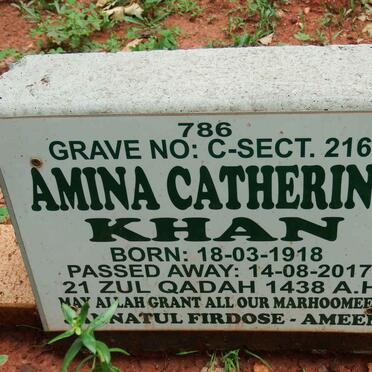 786
GRAVE NO: C-SECT. 216
AMINA CATHERIN
KHAN
BORN: 18-03-1918
PASSED AWAY: 14-08-2017
21 ZUL QADAH 1438 A.H
MAY ALLAH GRANT ALL OUR MARHOOMEE
NATUL FIRDOSE - AMEE